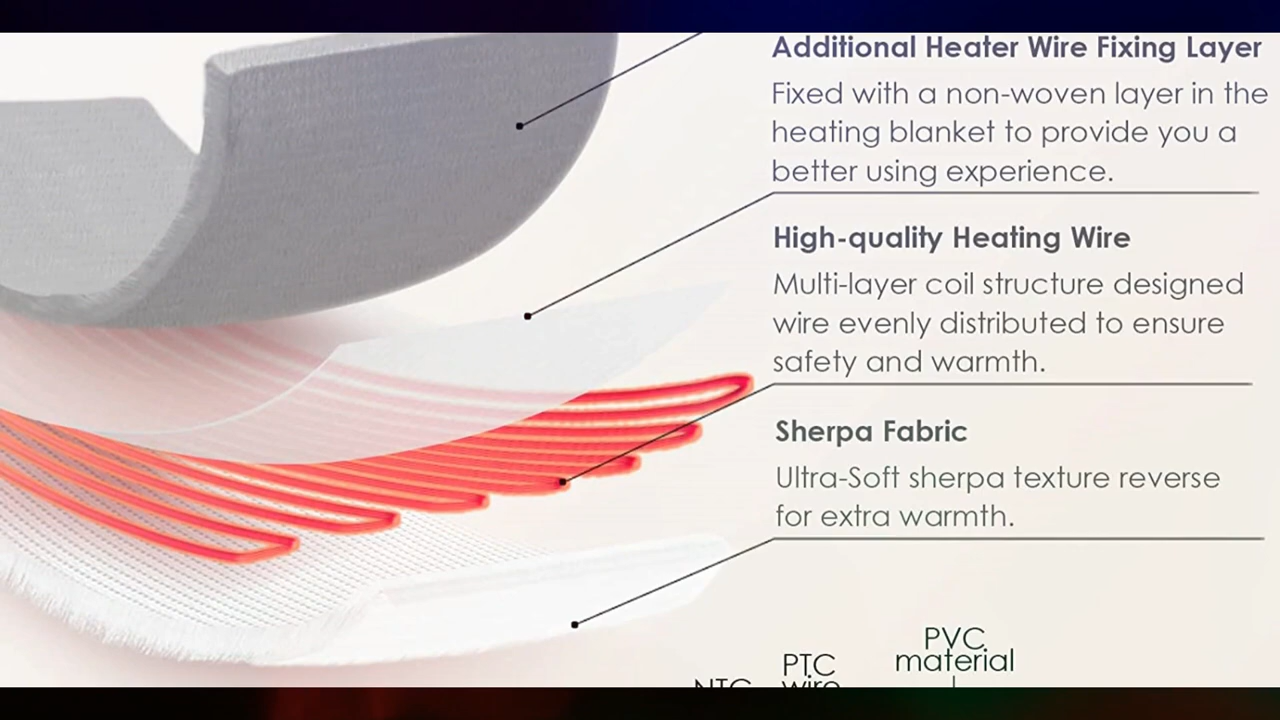 Additional Heater Wire Fixing Layer
Fixed with a non-woven layer in the
heating blanket to provide you a
better using experience.
High-quality Heating Wire
Multi-layer coil structure designed
wire evenly distributed to ensure
safety and warmth.
Sherpa Fabric
Ultra-Soft sherpa texture reverse
for extra warmth.
PVC
material
PTC
wire
NTC